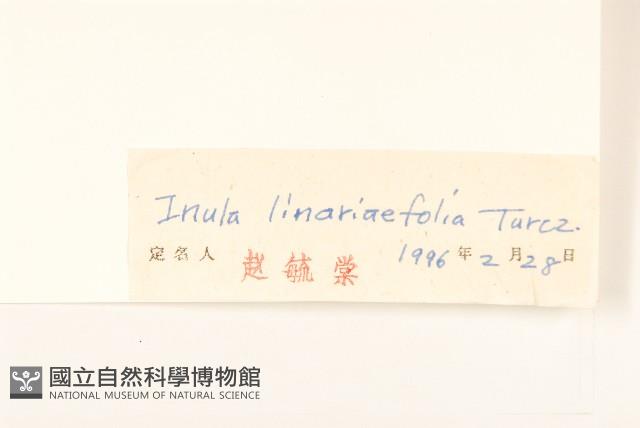 Inula linariaefolia Turcz.
定名人 赵毓棠 1996年2月28日
國立自然科學博物館
NATIONAL MUSEUM OF NATURAL SCIENCE